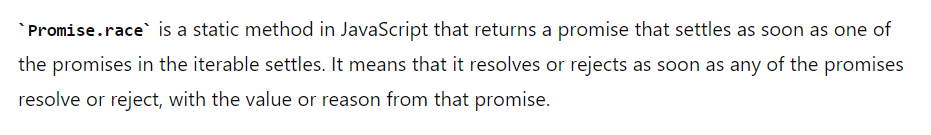 `Promise.race` is a static method in JavaScript that returns a promise that settles as soon as one of
the promises in the iterable settles. It means that it resolves or rejects as soon as any of the promises
resolve or reject, with the value or reason from that promise.